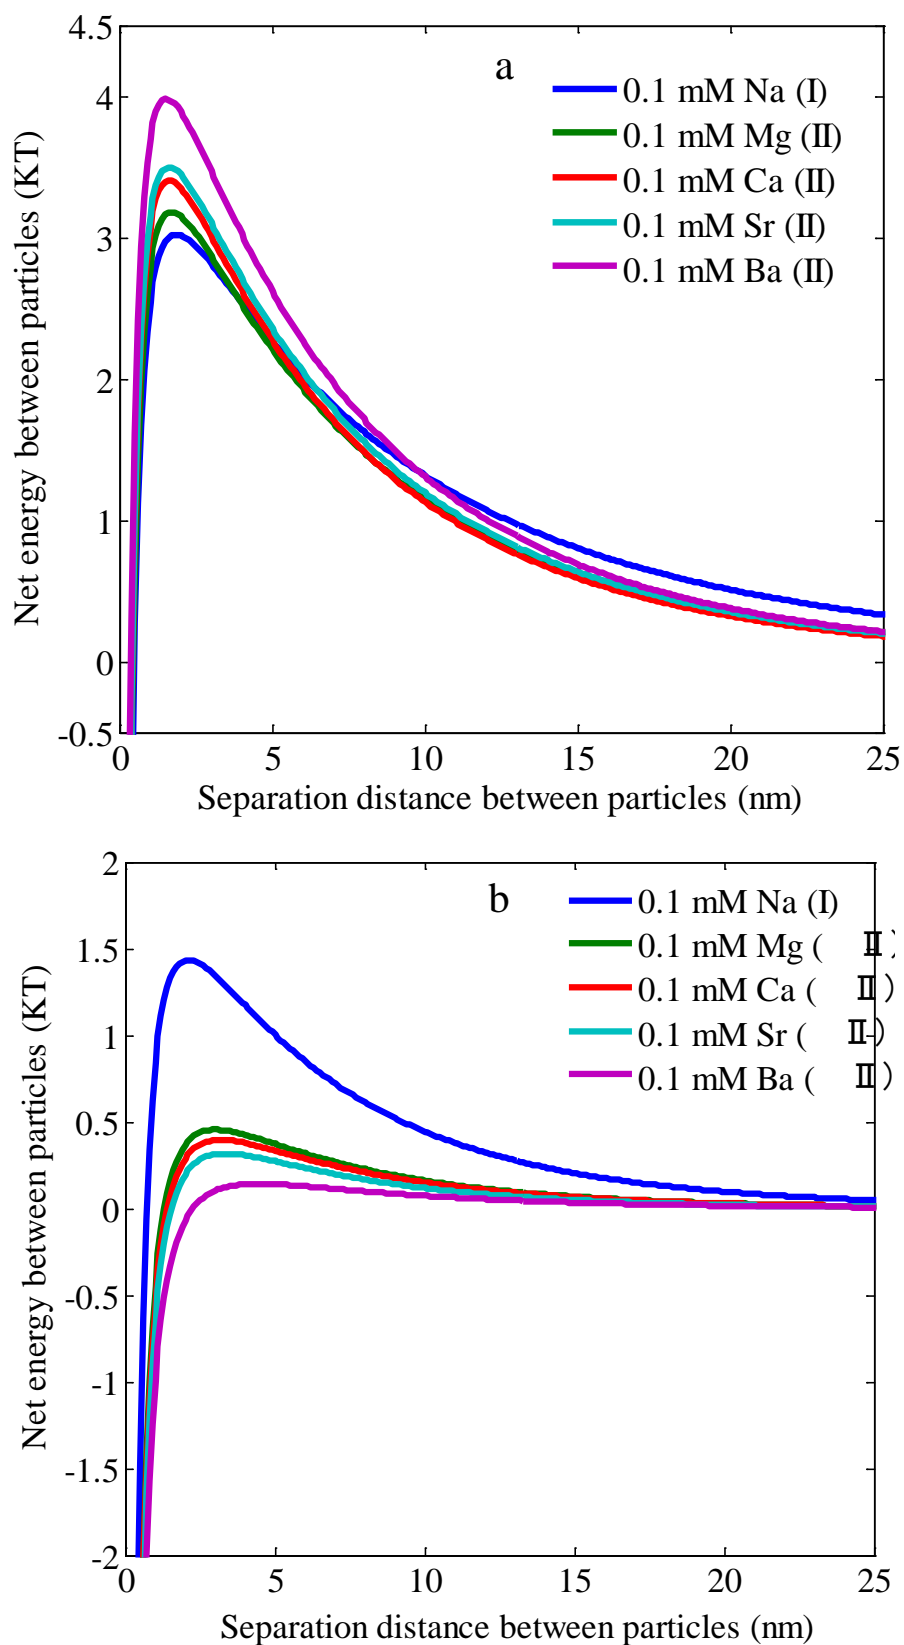 4.5
a
0.1 mM Na (I)
4
0.1 mM Mg (II)
3
0.1 mM Ca (II)
0.1 mM Sr (II)
0.1 mM Ba (II)
2
1
0
-0.5
Net energy between particles (KT)
0 5 10 15 20 25
Separation distance between particles (nm)
2
b
0.1 mM Na (I)
1.5
0.1 mM Mg ( Ⅱ)
0.1 mM Ca ( Ⅱ)
1
0.1 mM Sr ( Ⅱ)
0.1 mM Ba ( Ⅱ)
0.5
0
-0.5
-1
-1.5
-2
Net energy between particles (KT)
0 5 10 15 20 25
Separation distance between particles (nm)